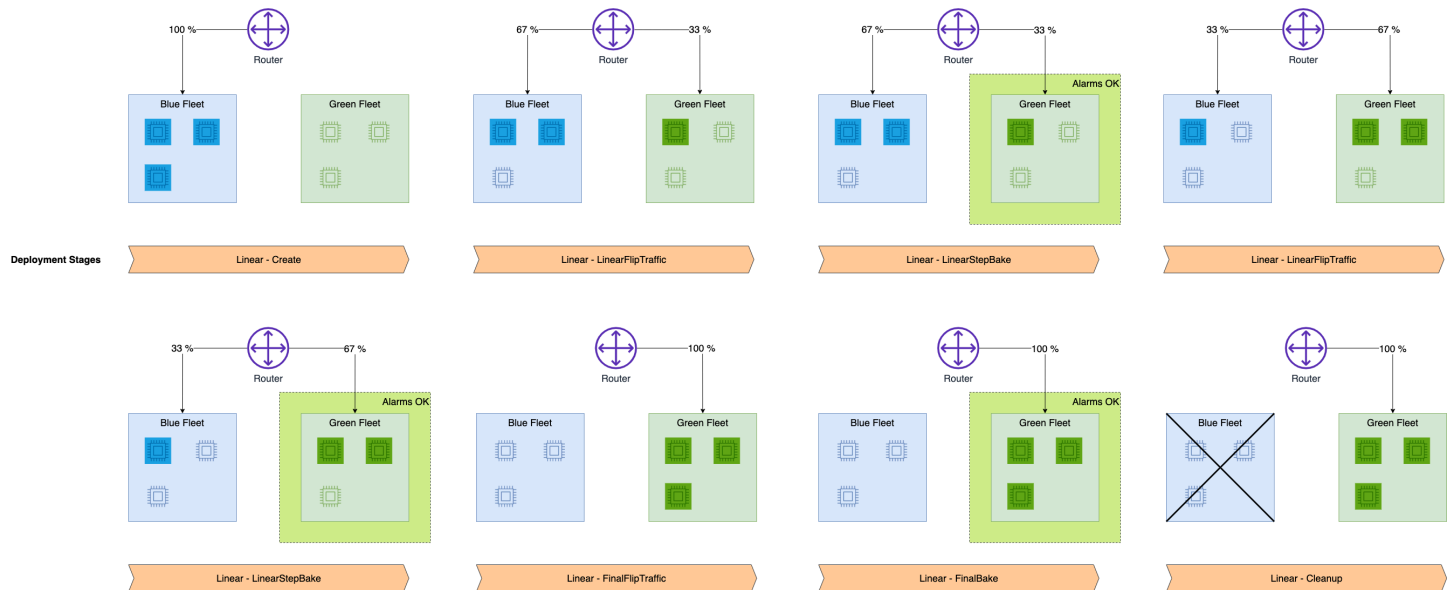 100 %
Router
Blue Fleet
Green Fleet
67 %
33 %
Router
Blue Fleet
Green Fleet
67 %
33 %
Router
Alarms OK
Blue Fleet
Green Fleet
33 %
67 %
Router
Blue Fleet
Green Fleet
Deployment Stages
Linear - Create
Linear - LinearFlipTraffic
Linear - LinearStepBake
Linear - LinearFlipTraffic
33 %
67 %
Router
Alarms OK
Blue Fleet
Green Fleet
100 %
Router
Blue Fleet
Green Fleet
100 %
Router
Alarms OK
Blue Fleet
Green Fleet
100 %
Router
Blue Fleet
Green Fleet
Linear - LinearStepBake
Linear - FinalFlipTraffic
Linear - FinalBake
Linear - Cleanup